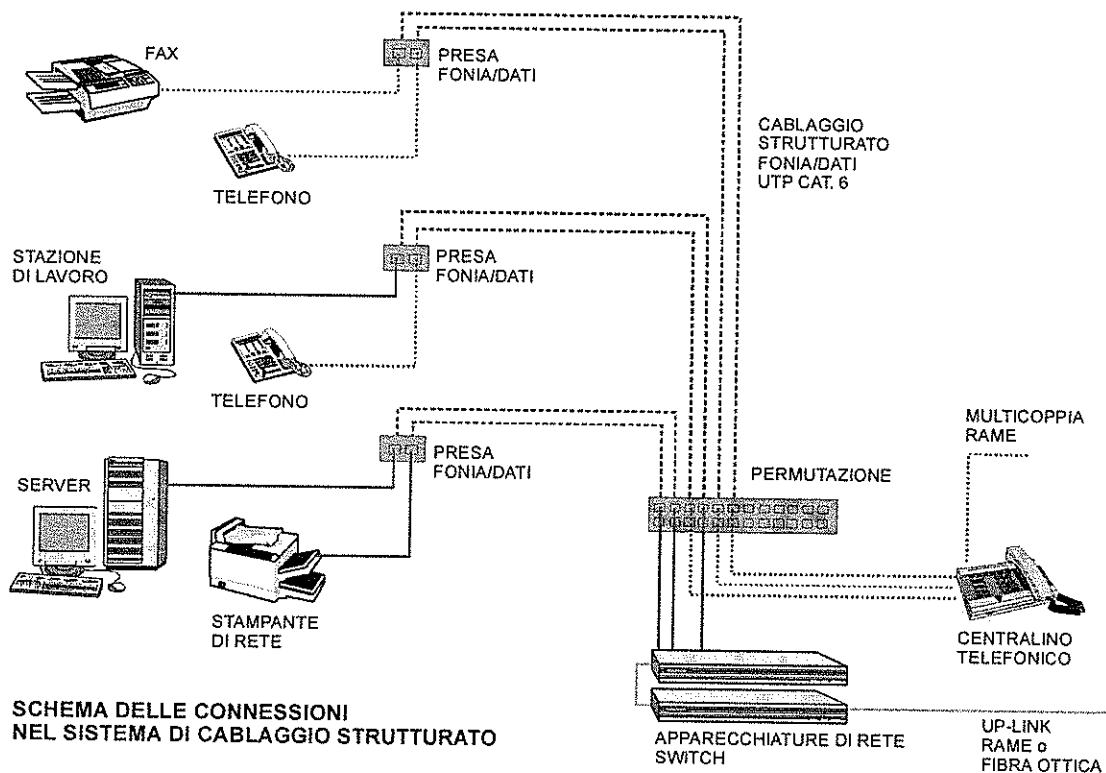 FAX
PRESA
FONIA/DATI
CABLAGGIO
STRUTTURATO
FONIA/DATI
UTP CAT. 6
TELEFONO
STAZIONE
DI LAVORO
PRESA
FONIA/DATI
TELEFONO
MULTICOPPIA
RAME
PRESA
FONIA/DATI
SERVER
PERMUTAZIONE
STAMPANTE
DI RETE
CENTRALINO
TELEFONICO
SCHEMA DELLE CONNESSIONI
NEL SISTEMA DI CABLAGGIO STRUTTURATO
APPARECCHIATURE DI RETE
SWITCH
UP-LINK
RAME o
FIBRA OTTICA